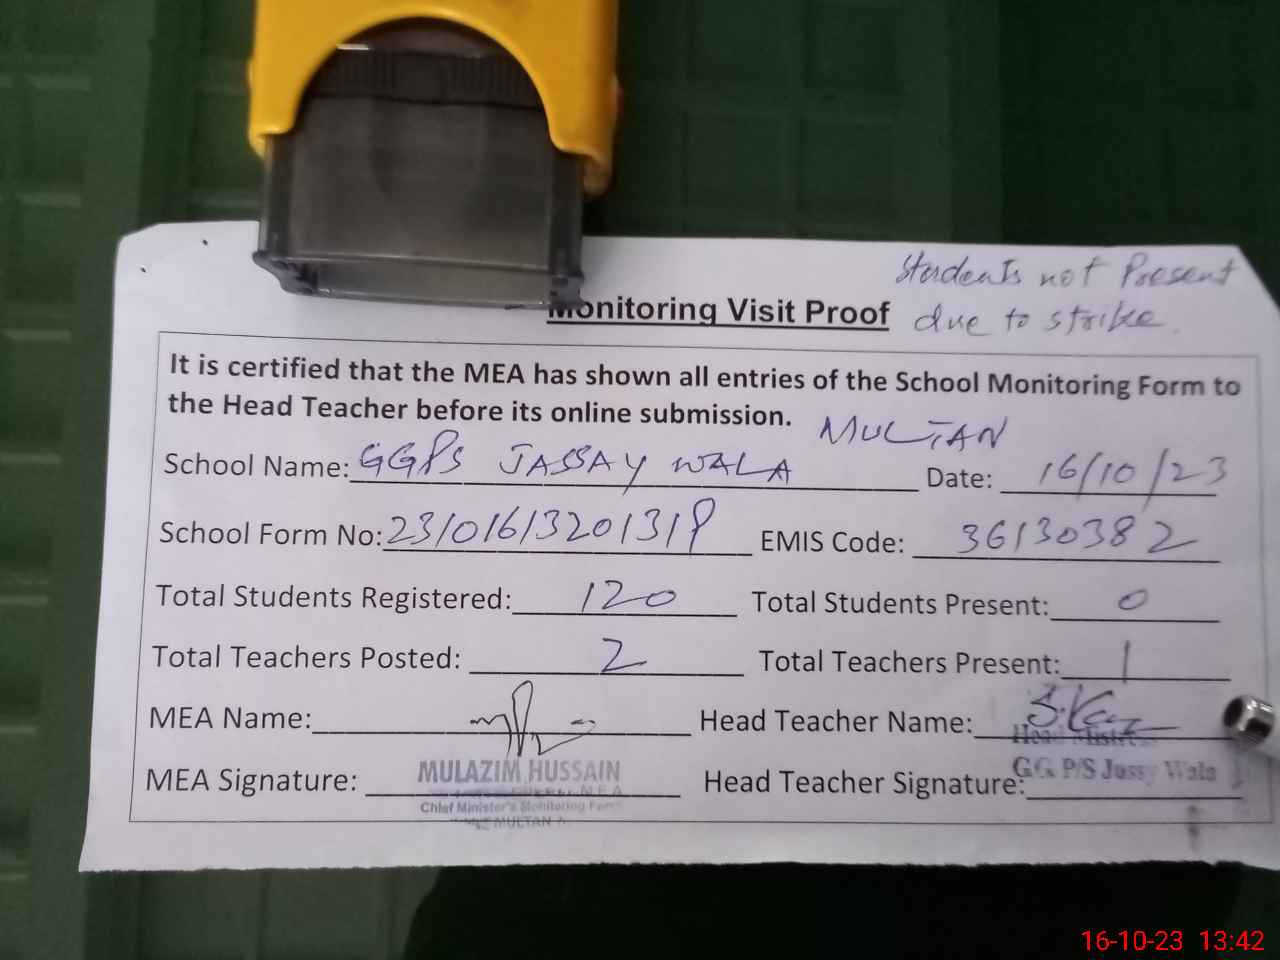 Students not Present
due to strike.
Monitoring Visit Proof
It is certified that the MEA has shown all entries of the School Monitoring Form to
the Head Teacher before its online submission.
MULTAN
School Name: GGPS JASSAY WALA Date: 16/10/23
School Form No: EMIS Code: 36130382
Total Students Registered: 120 Total Students Present: 0
Total Teachers Posted: 2 Total Teachers Present: 1
MEA Name: Head Teacher Name:
Head Mistress
MEA Signature: MULAZIM HUSSAIN Head Teacher Signature: GG P/S Jussy Wala
MEA
Chief Minister's Monitoring Force
MULTAN
16-10-23 13:42